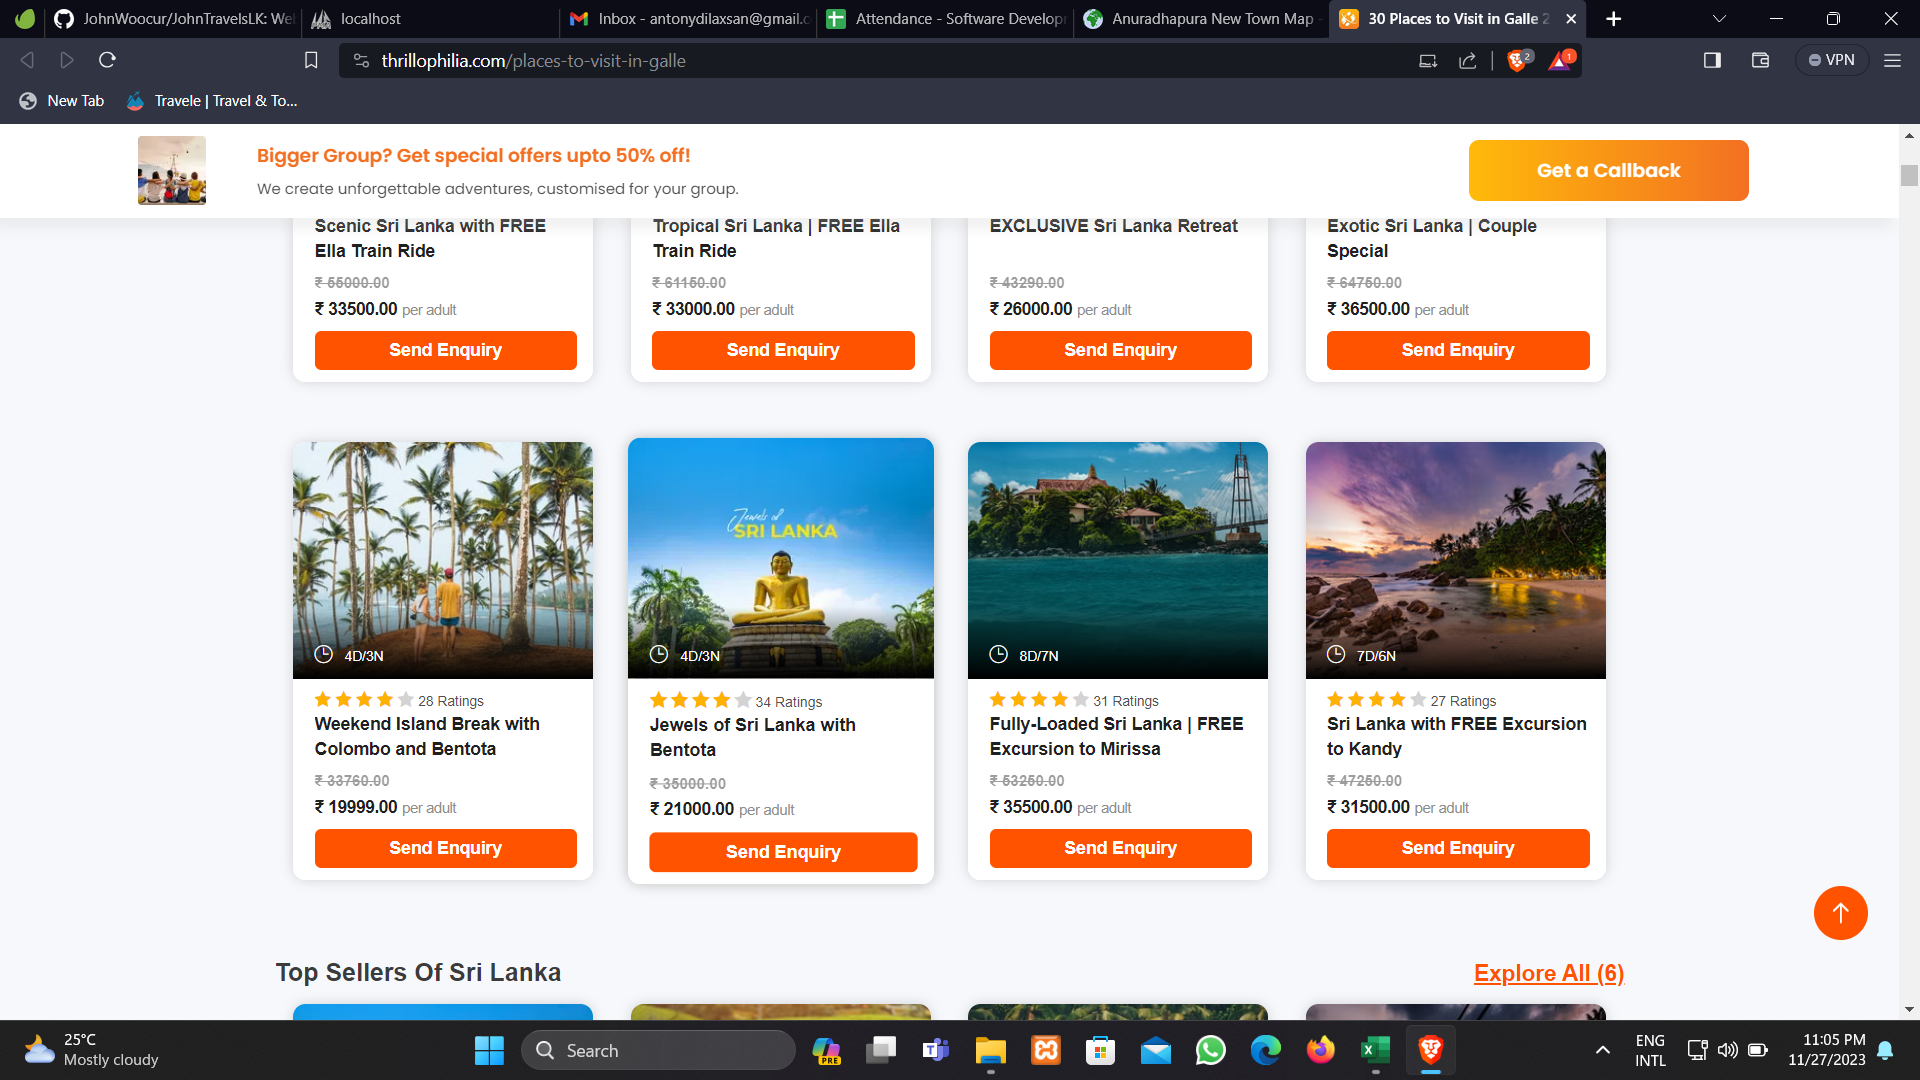 JohnWoocur/JohnTravelsLK: We
localhost
Inbox - antonydilaxsan@gmail.c
Attendance - Software Develop
Anuradhapura New Town Map -
30 Places to Visit in Galle 2
thrillophilia.com/places-to-visit-in-galle
2
1
VPN
New Tab
Travele | Travel & To...
Bigger Group? Get special offers upto 50% off!
We create unforgettable adventures, customised for your group.
Get a Callback
Scenic Sri Lanka with FREE
Ella Train Ride
₹ 55000.00
₹ 33500.00 per adult
Send Enquiry
Tropical Sri Lanka | FREE Ella
Train Ride
₹ 61150.00
₹ 33000.00 per adult
Send Enquiry
EXCLUSIVE Sri Lanka Retreat
₹ 43290.00
₹ 26000.00 per adult
Send Enquiry
Exotic Sri Lanka | Couple
Special
₹ 64750.00
₹ 36500.00 per adult
Send Enquiry
4D/3N
28 Ratings
Weekend Island Break with
Colombo and Bentota
₹ 33760.00
₹ 19999.00 per adult
Send Enquiry
Jewels of
SRI LANKA
4D/3N
34 Ratings
Jewels of Sri Lanka with
Bentota
₹ 35000.00
₹ 21000.00 per adult
Send Enquiry
8D/7N
31 Ratings
Fully-Loaded Sri Lanka | FREE
Excursion to Mirissa
₹ 53250.00
₹ 35500.00 per adult
Send Enquiry
7D/6N
27 Ratings
Sri Lanka with FREE Excursion
to Kandy
₹ 47250.00
₹ 31500.00 per adult
Send Enquiry
Top Sellers Of Sri Lanka
Explore All (6)
25°C
Mostly cloudy
Search
PRE
ENG
INTL
11:05 PM
11/27/2023